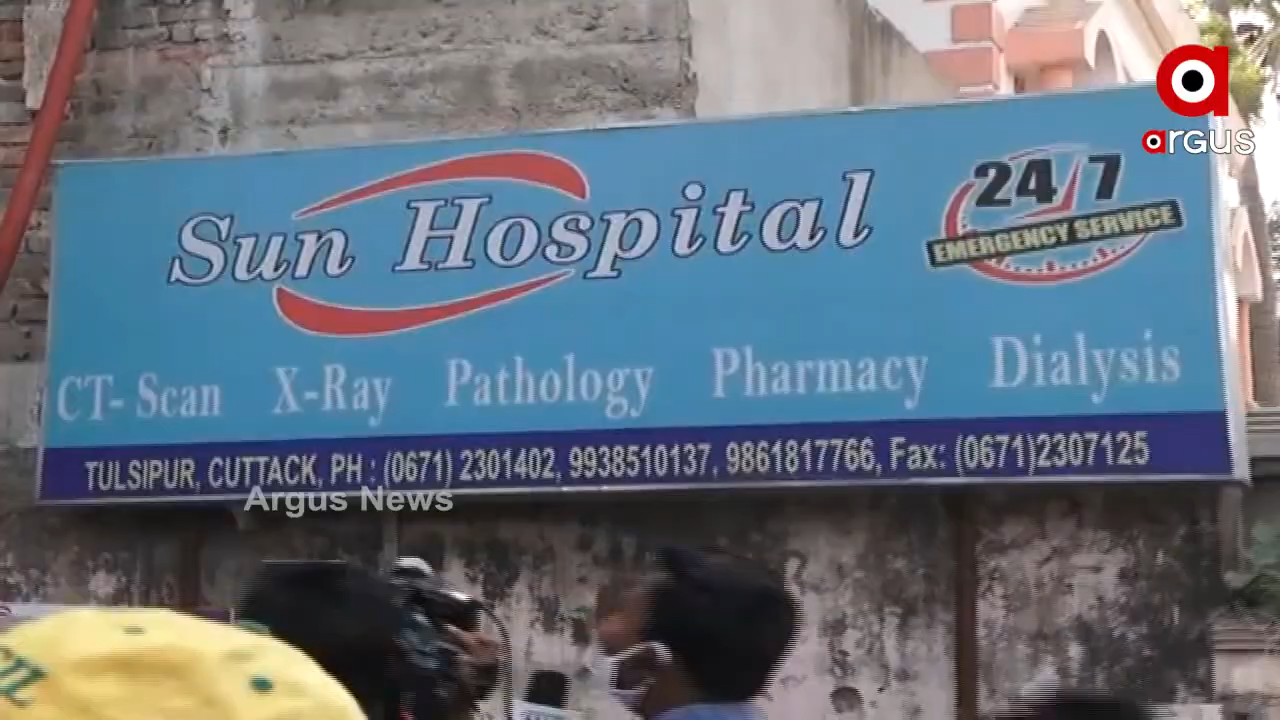 a
argus
24/7
EMERGENCY SERVICE
Sun Hospital
CT- Scan X-Ray Pathology Pharmacy Dialysis
TULSIPUR, CUTTACK, PH : (0671) 2301402, 9938510137, 9861817766, Fax: (0671)2307125
Argus News